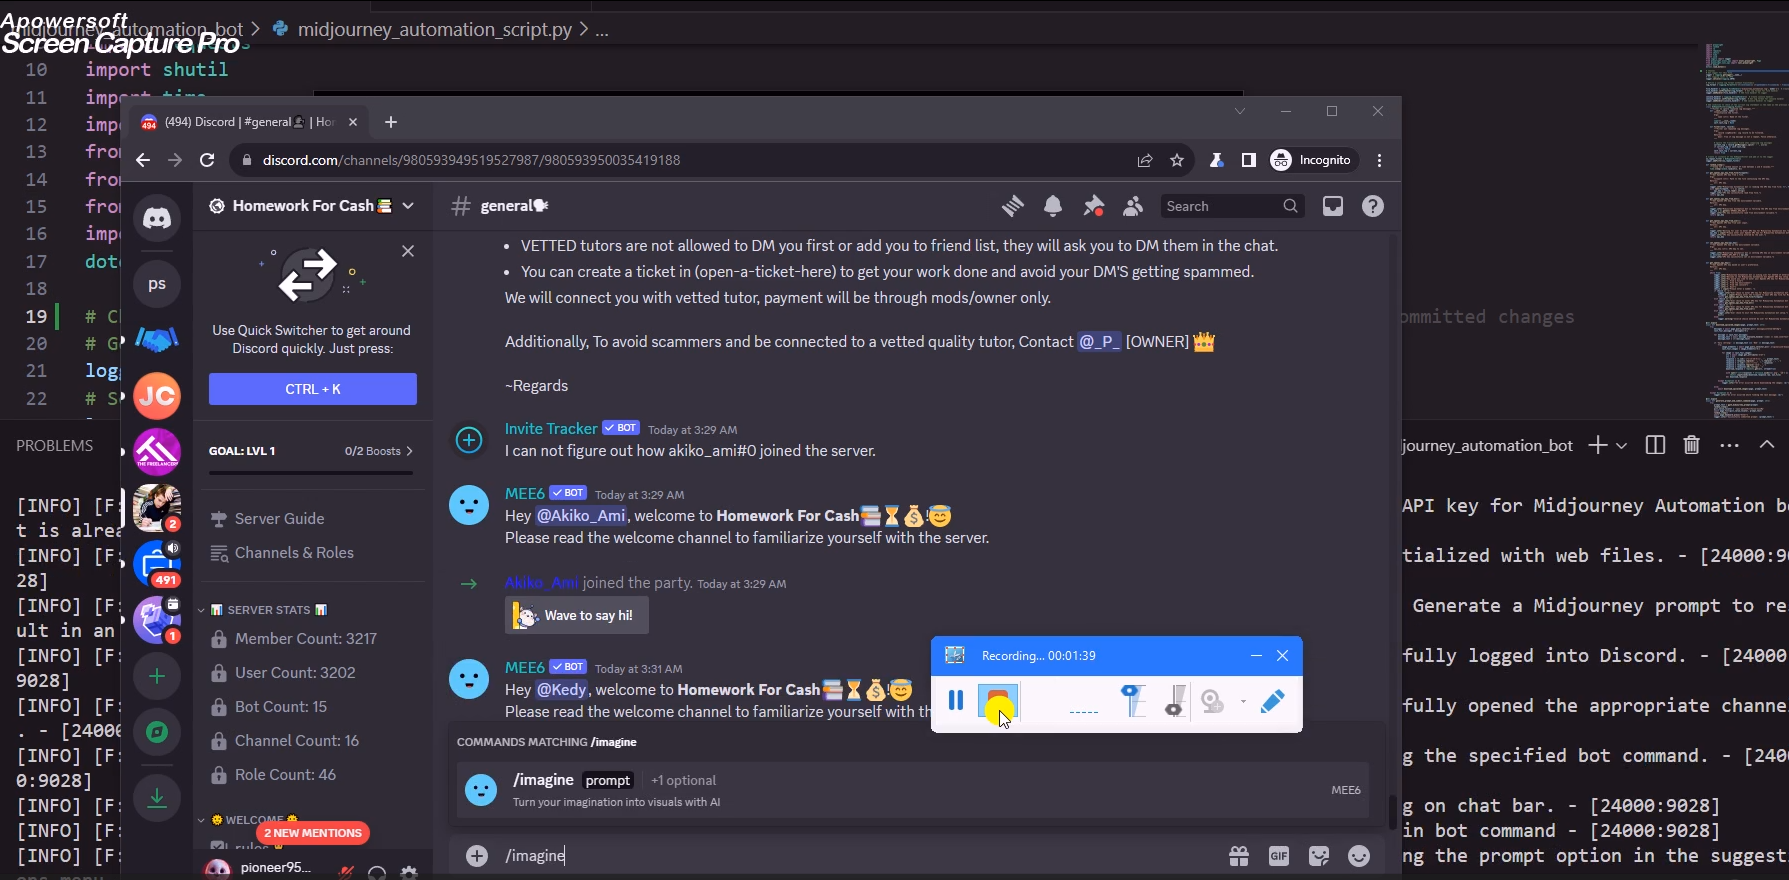 Apowersoft
Screen Capture Pro
midjourney_automation_bot > midjourney_automation_script.py > ...
10 import shutil
11 import time
12 imp
13 fro
14 fro
15 fro
16 imp
17 dote
18
19 # C
20 # G
21 log
22 # S
ommitted changes
(494) Discord | #general | Ho
discord.com/channels/980593949519527987/980593950035419188
Incognito
PS
JC
THE FREELANCERS
2
491
1
Homework For Cash
Use Quick Switcher to get around
Discord quickly. Just press:
CTRL + K
GOAL: LVL 1 0/2 Boosts >
Server Guide
Channels & Roles
SERVER STATS
Member Count: 3217
User Count: 3202
Bot Count: 15
Channel Count: 16
Role Count: 46
WELCOME
2 NEW MENTIONS
rules
pioneer95...
# general
Search
• VETTED tutors are not allowed to DM you first or add you to friend list, they will ask you to DM them in the chat.
• You can create a ticket in (open-a-ticket-here) to get your work done and avoid your DM'S getting spammed.
We will connect you with vetted tutor, payment will be through mods/owner only.
Additionally, To avoid scammers and be connected to a vetted quality tutor, Contact @_P_ [OWNER]
~Regards
Invite Tracker BOT Today at 3:29 AM
I can not figure out how akiko_ami#0 joined the server.
MEE6 BOT Today at 3:29 AM
Hey @Akiko_Ami, welcome to Homework For Cash !
Please read the welcome channel to familiarize yourself with the server.
Akiko_Ami joined the party. Today at 3:29 AM
Wave to say hi!
MEE6 BOT Today at 3:31 AM
Hey @Kedy, welcome to Homework For Cash
Please read the welcome channel to familiarize yourself with th
Recording... 00:01:39
COMMANDS MATCHING /imagine
/imagine prompt +1 optional
Turn your imagination into visuals with AI
MEE6
/imagine
GIF
PROBLEMS
journey_automation_bot
[INFO] [F: API key for Midjourney Automation b
t is alrea
[INFO] [F: tialized with web files. - [24000:9
28]
[INFO] [F: Generate a Midjourney prompt to re
ult in an
[INFO] [F: fully logged into Discord. - [24000
9028]
[INFO] [F: fully opened the appropriate channe
. - [24000
[INFO] [F: g the specified bot command. - [240
0:9028]
[INFO] [F: g on chat bar. - [24000:9028]
[INFO] [F: in bot command - [24000:9028]
[INFO] [F: ng the prompt option in the suggest